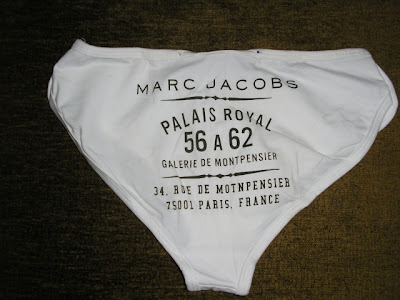 MARC JACOBS
PALAIS ROYAL
56 A 62
GALERIE DE MONTPENSIER
34, RUE DE MOTNPENSIER
75001 PARIS, FRANCE